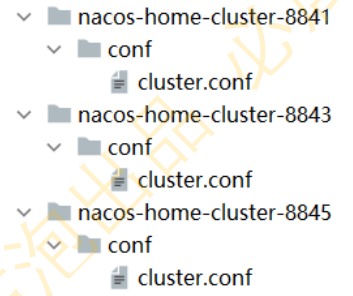 nacos-home-cluster-8841
conf
cluster.conf
nacos-home-cluster-8843
conf
cluster.conf
nacos-home-cluster-8845
conf
cluster.conf